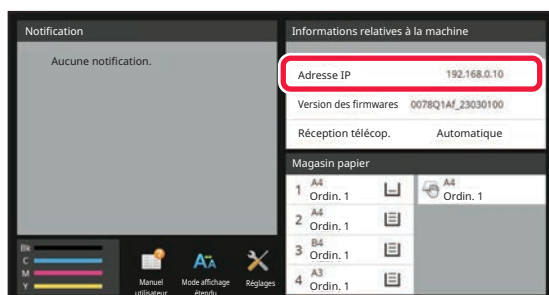 Notification
Aucune notification.
Informations relatives à la machine
Adresse IP 192.168.0.10
Version des firmwares 0078Q1Af_23030100
Réception télécop. Automatique
Magasin papier
1 A4
Ordin. 1
A4
Ordin. 1
2 A4
Ordin. 1
3 B4
Ordin. 1
4 A3
Ordin. 1
Bk
C
M
Y
Manuel
utilisateur
Mode affichage
étendu
Réglages